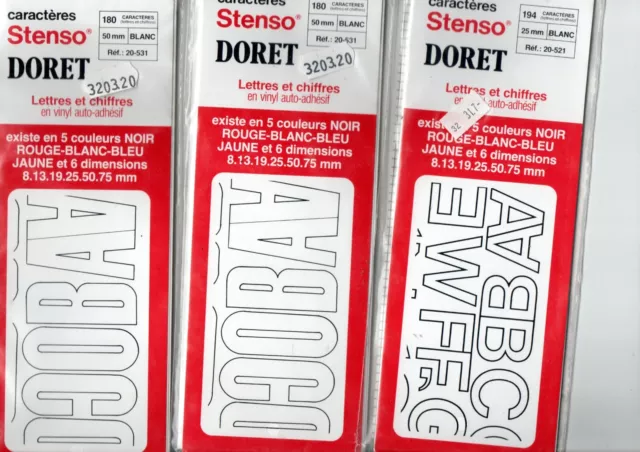 caractères
Stenso®
DORET
180 CARACTÈRES
50 mm BLANC
Réf.: 20-531
320320
Lettres et chiffres
en vinyl auto-adhésif
existe en 5 couleurs NOIR
ROUGE-BLANC-BLEU
JAUNE et 6 dimensions
8.13.19.25.50.75 mm
AABOCC
caractères
Stenso®
DORET
180 CARACTÈRES
50 mm BLANC
Réf.: 20-531
320320
Lettres et chiffres
en vinyl auto-adhésif
existe en 5 couleurs NOIR
ROUGE-BLANC-BLEU
JAUNE et 6 dimensions
8.13.19.25.50.75 mm
AABOCC
caractères
Stenso®
DORET
194 CARACTÈRES
25 mm BLANC
Réf.: 20-521
Lettres et chiffres
en vinyl auto-adhésif
existe en 5 couleurs NOIR
ROUGE-BLANC-BLEU
JAUNE et 6 dimensions
8.13.19.25.50.75 mm
ABBCC
EWFF,G